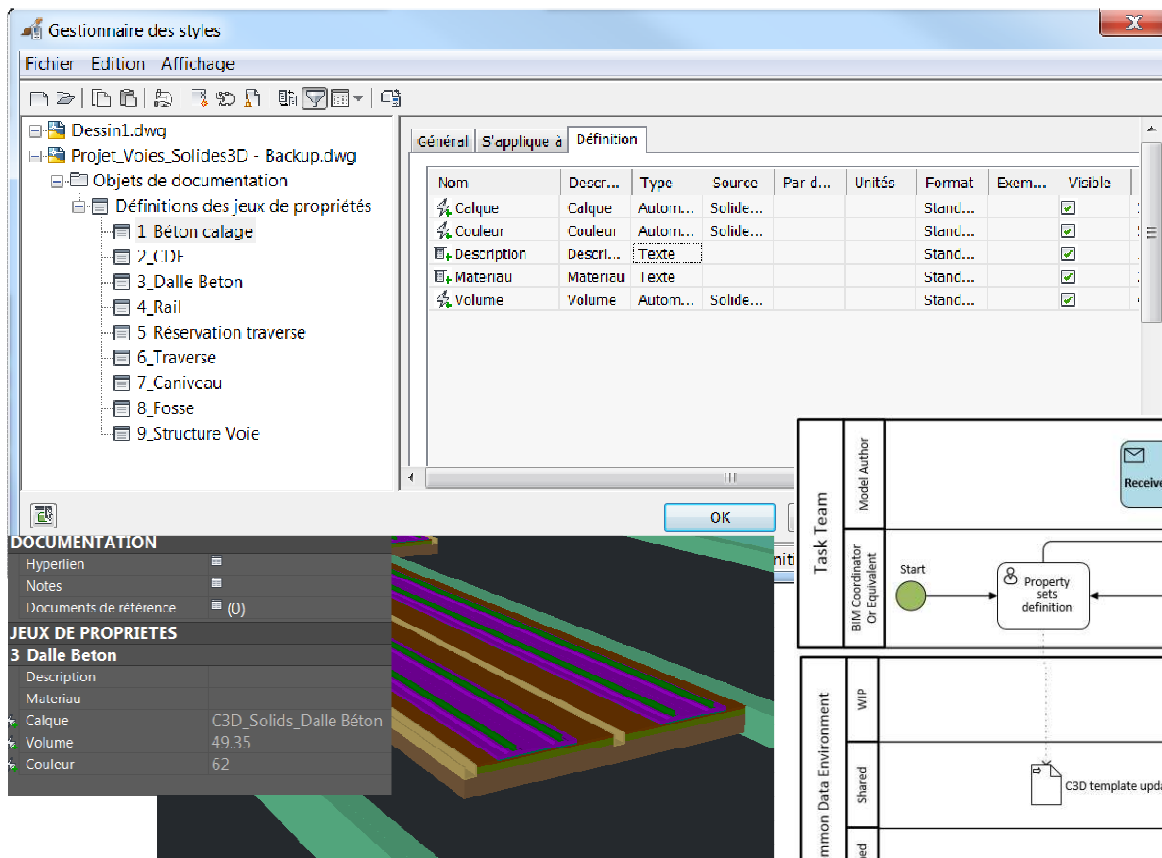 Gestionnaire des styles
Fichier Edition Affichage
Dessin1.dwg
Projet_Voies_Solides3D - Backup.dwg
Objets de documentation
Définitions des jeux de propriétés
1_Béton calage
2_CDF
3_Dalle Beton
4_Rail
5_Réservation traverse
6_Traverse
7_Caniveau
8_Fosse
9_Structure Voie
Général S'applique à Définition
Nom Descr... Type Source Par d... Unités Format Exem... Visible
Calque Calque Autom... Solide... Stand...
Couleur Couleur Autom... Solide... Stand...
Description Descri... Texte Stand...
Materiau Materiau Texte Stand...
Volume Volume Autom... Solide... Stand...
OK
DOCUMENTATION
Hyperlien
Notes
Documents de référence (0)
JEUX DE PROPRIETES
3 Dalle Beton
Description
Materiau
Calque C3D_Solids_Dalle Béton
Volume 49.35
Couleur 62
Task Team
Model Author
Receive
BIM Coordinator
Or Equivalent
Start
Property
sets
definition
mmon Data Environment
WIP
Shared
C3D template upda